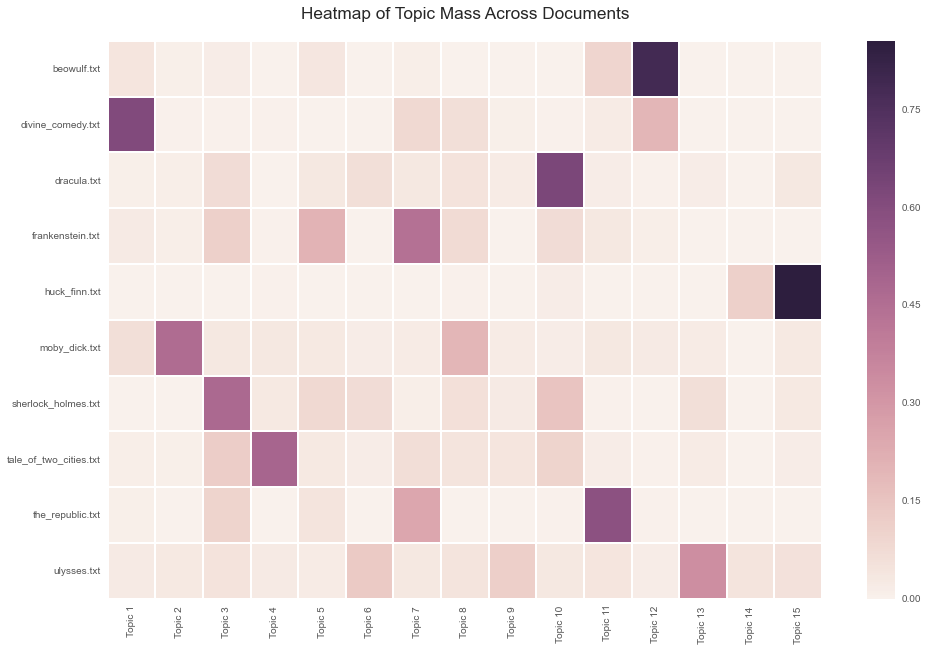 Heatmap of Topic Mass Across Documents
beowulf.txt
divine_comedy.txt
dracula.txt
frankenstein.txt
huck_finn.txt
moby_dick.txt
sherlock_holmes.txt
tale_of_two_cities.txt
the_republic.txt
ulysses.txt
Topic 1
Topic 2
Topic 3
Topic 4
Topic 5
Topic 6
Topic 7
Topic 8
Topic 9
Topic 10
Topic 11
Topic 12
Topic 13
Topic 14
Topic 15
0.75
0.60
0.45
0.30
0.15
0.00